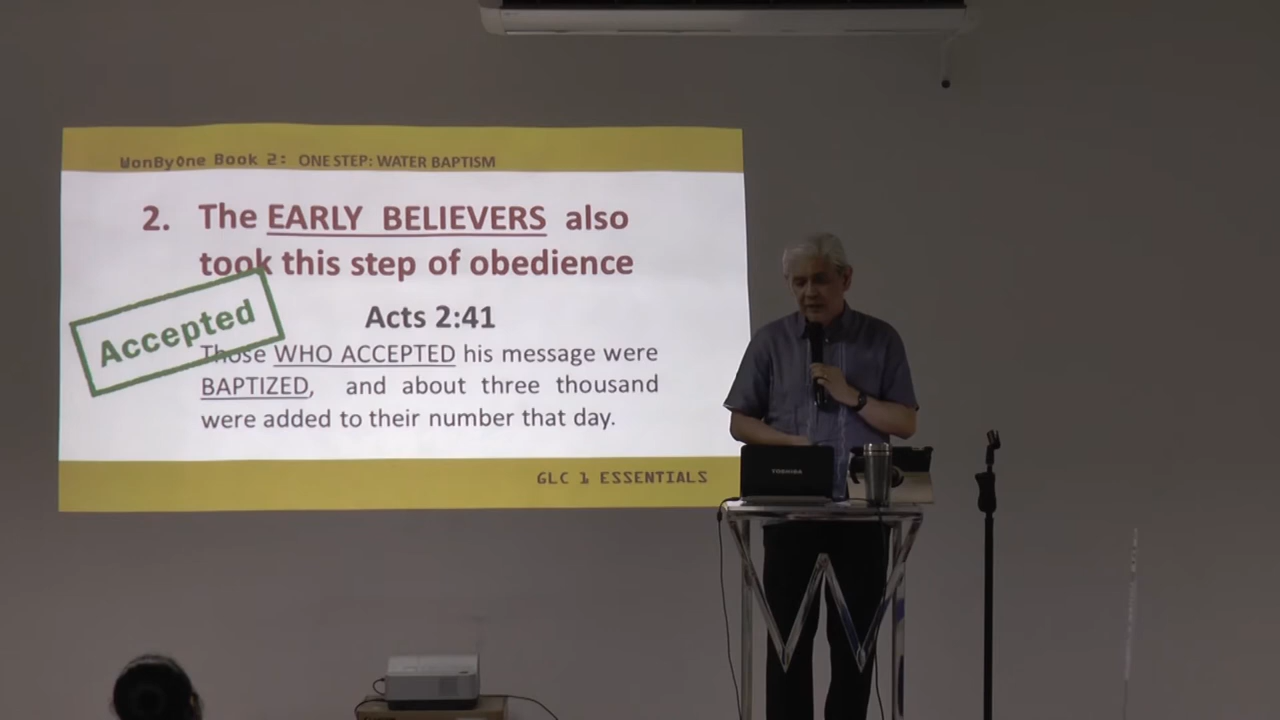 WonByOne Book 2: ONE STEP: WATER BAPTISM
2. The EARLY BELIEVERS also
took this step of obedience
Accepted
Acts 2:41
Those WHO ACCEPTED his message were
BAPTIZED, and about three thousand
were added to their number that day.
GLC 1 ESSENTIALS
TOSHIBA